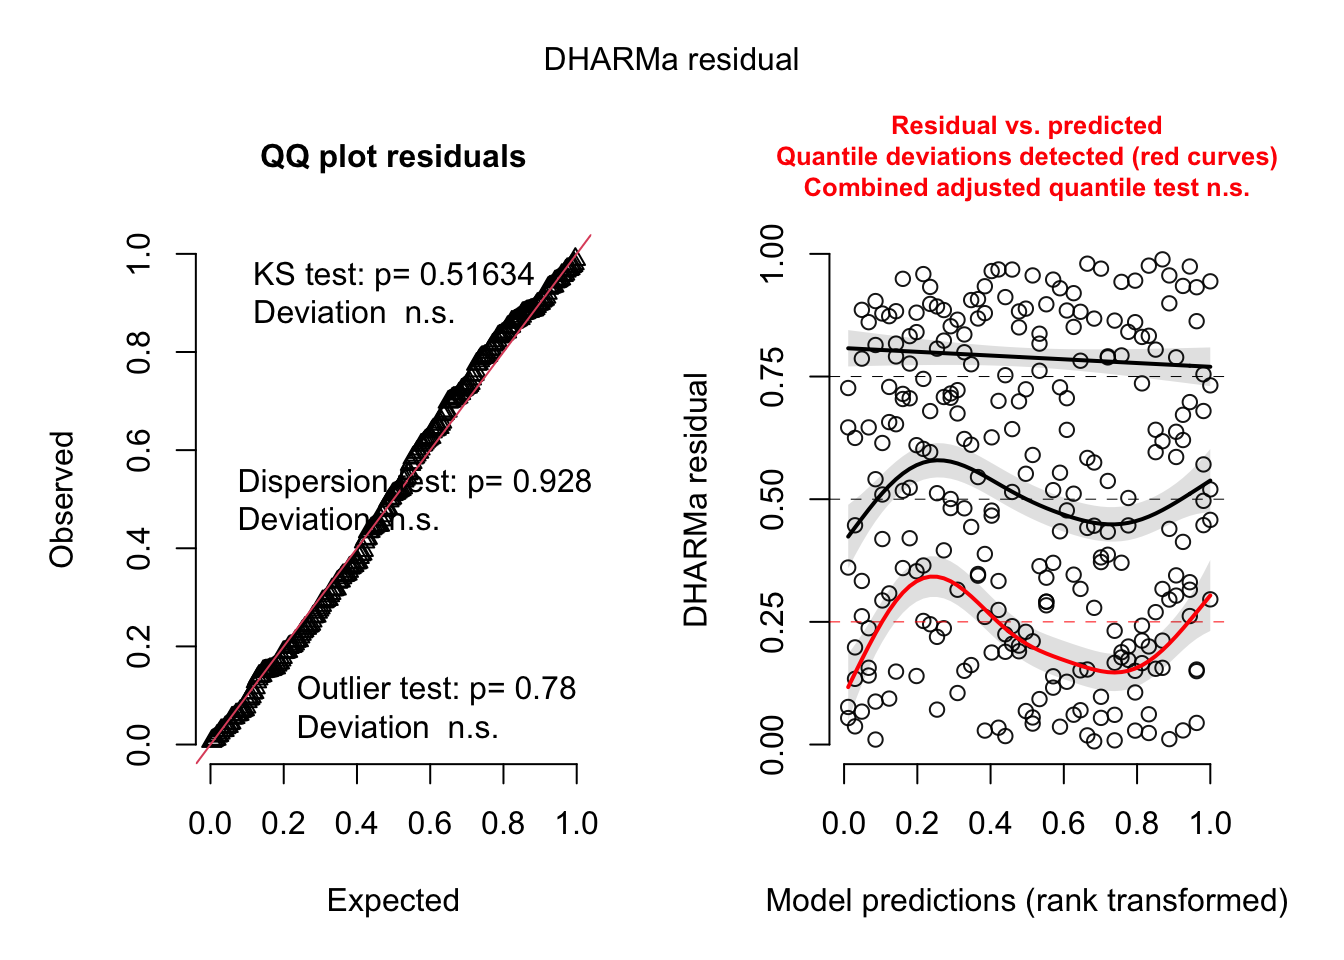 DHARMa residual
QQ plot residuals
KS test: p= 0.51634
Deviation  n.s.
Dispersion test: p= 0.928
Deviation n.s.
Outlier test: p= 0.78
Deviation  n.s.
Observed
0.0 0.2 0.4 0.6 0.8 1.0
0.0 0.2 0.4 0.6 0.8 1.0
Expected
Residual vs. predicted
Quantile deviations detected (red curves)
Combined adjusted quantile test n.s.
DHARMa residual
0.00 0.25 0.50 0.75 1.00
0.0 0.2 0.4 0.6 0.8 1.0
Model predictions (rank transformed)